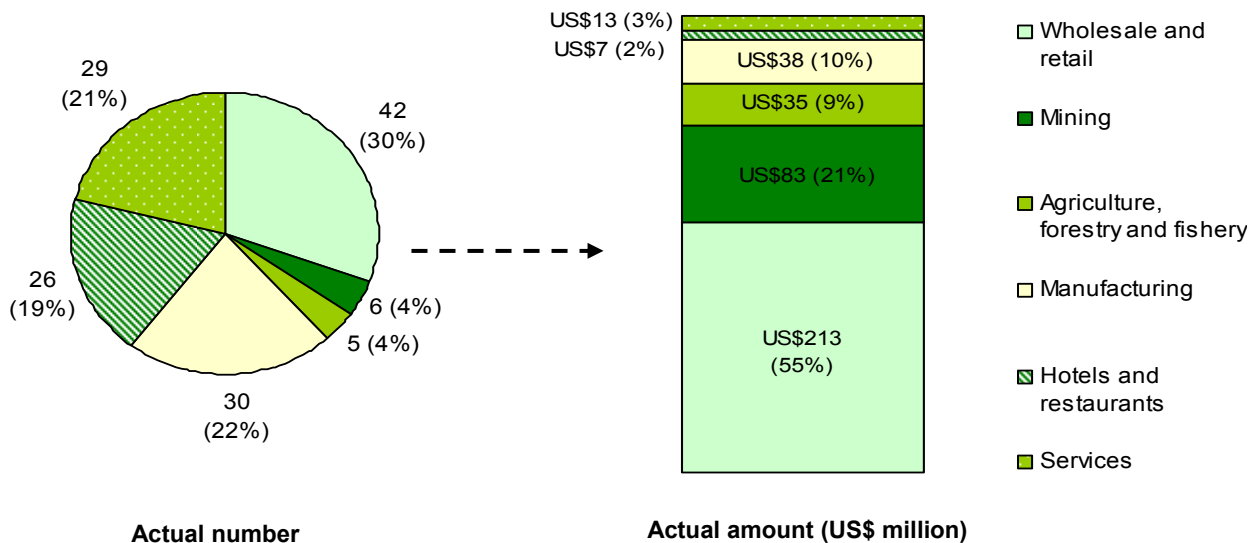 29
(21%)
42
(30%)
26
(19%)
6 (4%)
5 (4%)
30
(22%)
Actual number
US$13 (3%)
US$7 (2%)
US$38 (10%)
US$35 (9%)
US$83 (21%)
US$213
(55%)
Actual amount (US$ million)
Wholesale and
retail
Mining
Agriculture,
forestry and fishery
Manufacturing
Hotels and
restaurants
Services